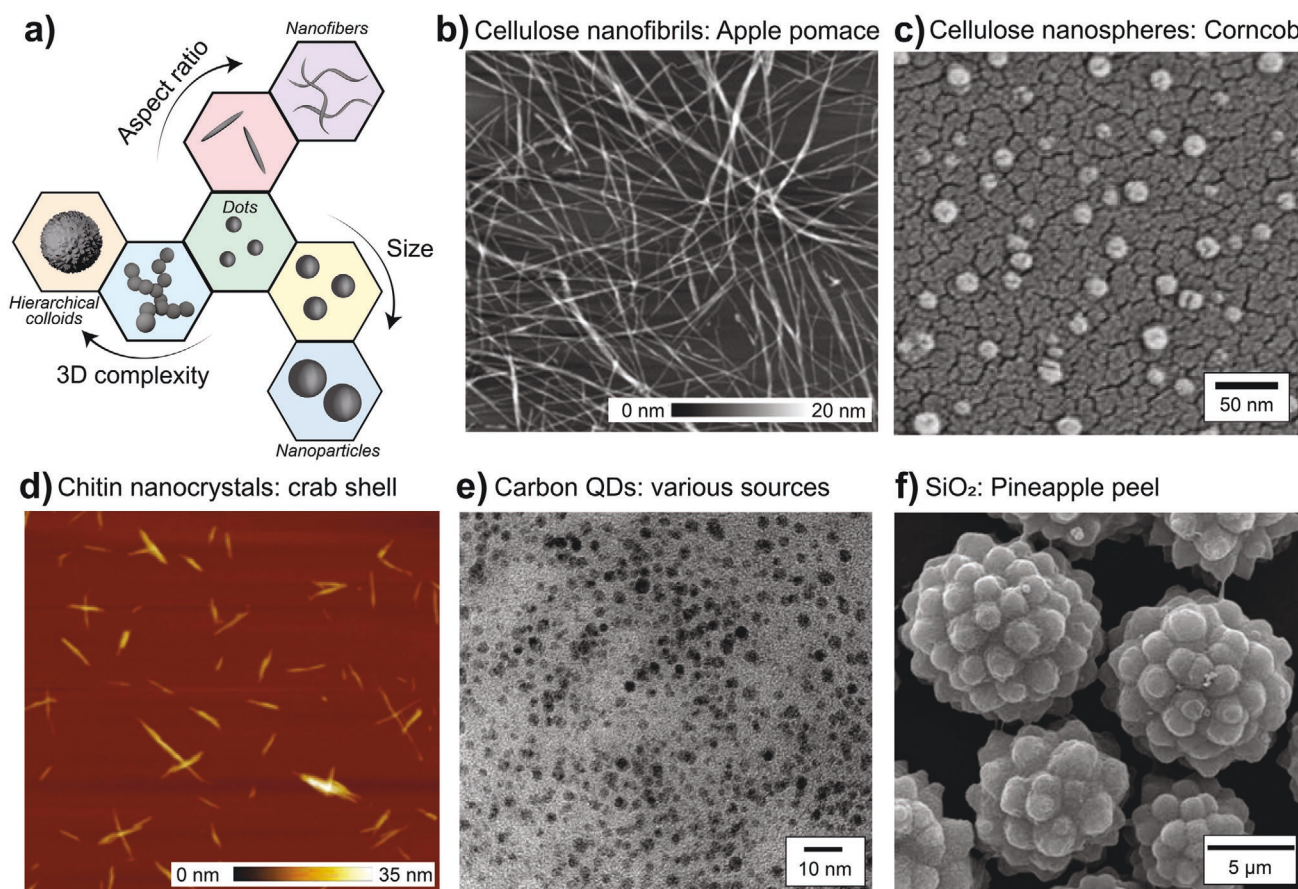 a)
Nanofibers
Aspect ratio
Dots
Size
Hierarchical
colloids
3D complexity
Nanoparticles
b) Cellulose nanofibrils: Apple pomace
0 nm 20 nm
c) Cellulose nanospheres: Corncob
50 nm
d) Chitin nanocrystals: crab shell
0 nm 35 nm
e) Carbon QDs: various sources
10 nm
f) SiO₂: Pineapple peel
5 µm